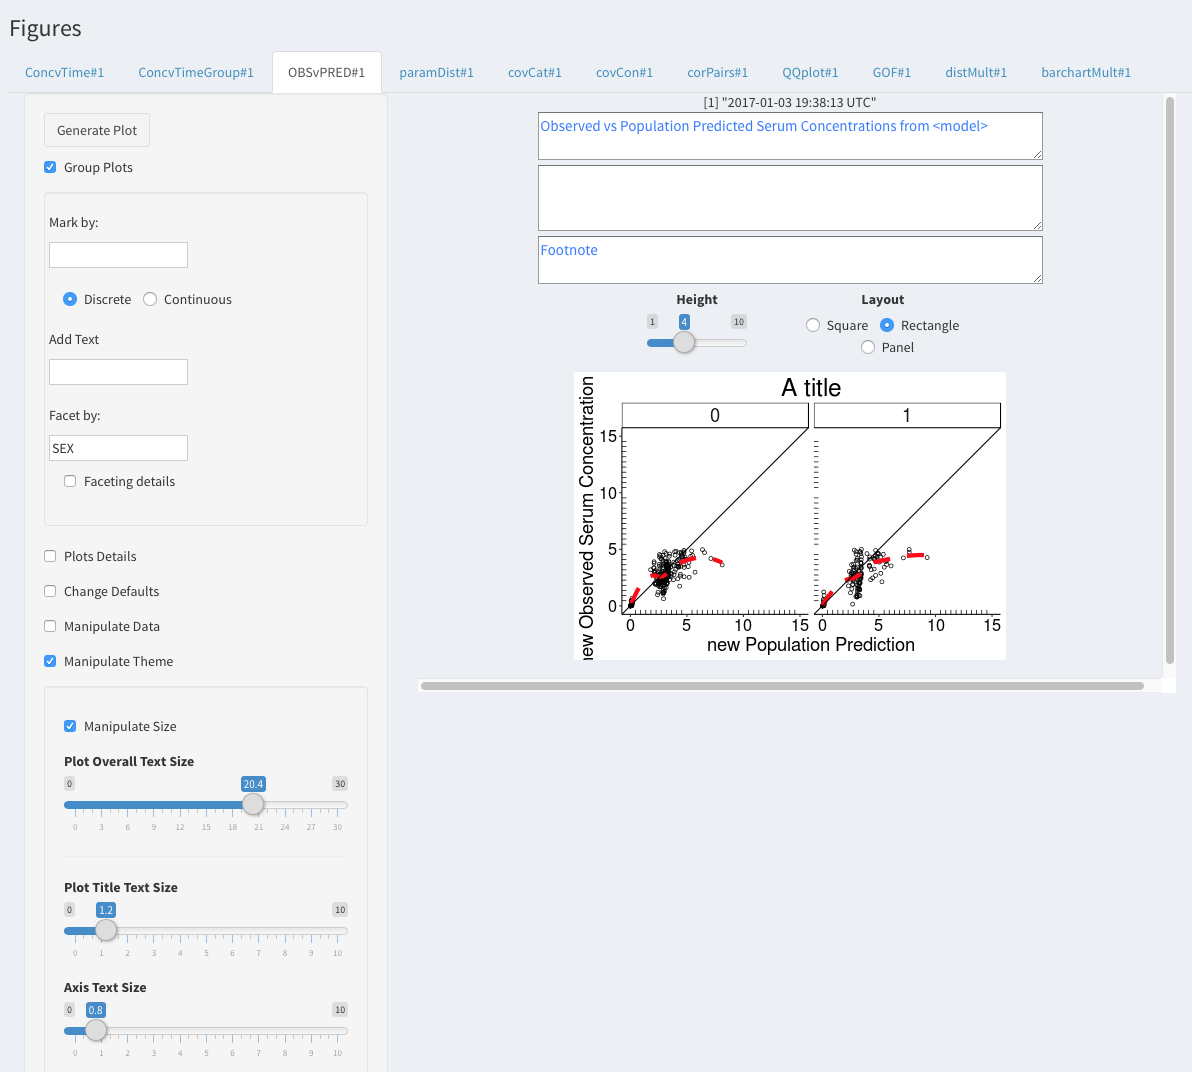 Figures
ConcvTime#1 ConcvTimeGroup#1 OBSvPRED#1 paramDist#1 covCat#1 covCon#1 corPairs#1 QQplot#1 GOF#1 distMult#1 barchartMult#1
Generate Plot
Group Plots
Mark by:
Discrete Continuous
Add Text
Facet by:
SEX
Faceting details
Plots Details
Change Defaults
Manipulate Data
Manipulate Theme
Manipulate Size
Plot Overall Text Size
0 20.4 30
0 3 6 9 12 15 18 21 24 27 30
Plot Title Text Size
0 1.2 10
0 1 2 3 4 5 6 7 8 9 10
Axis Text Size
0 0.8 10
0 1 2 3 4 5 6 7 8 9 10
[1] "2017-01-03 19:38:13 UTC"
Observed vs Population Predicted Serum Concentrations from <model>
Footnote
Height Layout
1 4 10
Square Rectangle
Panel
A title
0 1
new Observed Serum Concentration
15
10
5
0
0 5 10 15 0 5 10 15
new Population Prediction